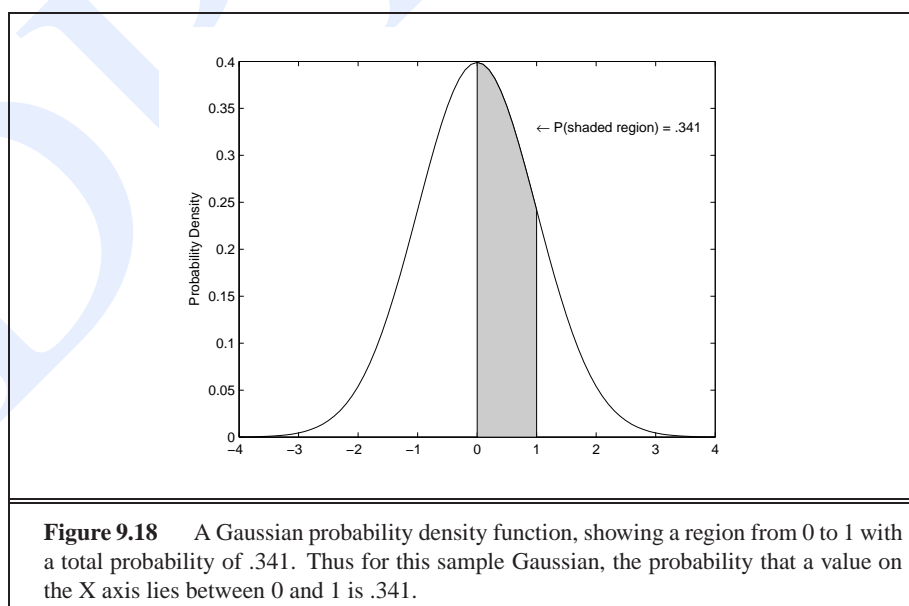 0.4
0.35
← P(shaded region) = .341
0.3
0.25
0.2
0.15
0.1
0.05
0
Probability Density
−4 −3 −2 −1 0 1 2 3 4
Figure 9.18 A Gaussian probability density function, showing a region from 0 to 1 with
a total probability of .341. Thus for this sample Gaussian, the probability that a value on
the X axis lies between 0 and 1 is .341.